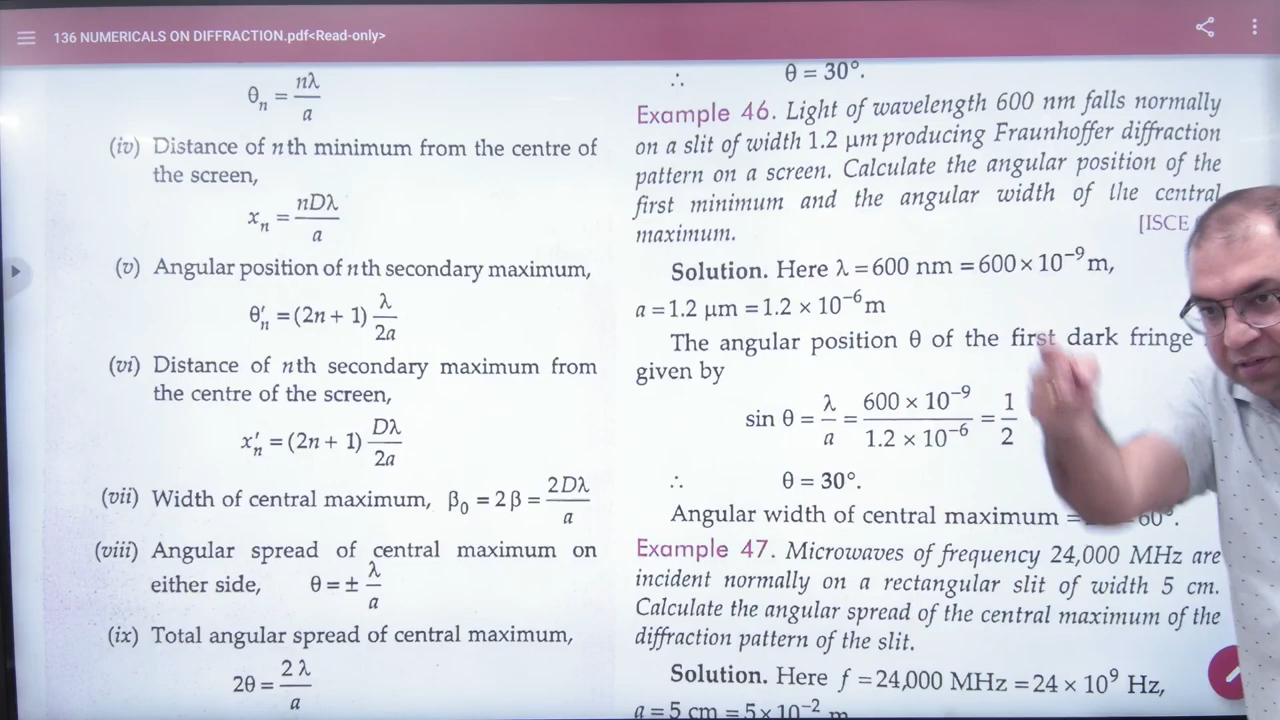 136 NUMERICALS ON DIFFRACTION.pdf<Read-only>
θn = nλ/a
(iv) Distance of nth minimum from the centre of
the screen,
xn = nDλ/a
(v) Angular position of nth secondary maximum,
θ′n = (2n + 1) λ/2a
(vi) Distance of nth secondary maximum from
the centre of the screen,
x′n = (2n + 1) Dλ/2a
(vii) Width of central maximum, β0 = 2β = 2Dλ/a
(viii) Angular spread of central maximum on
either side, θ = ± λ/a
(ix) Total angular spread of central maximum,
2θ = 2λ/a
∴ θ = 30°.
Example 46. Light of wavelength 600 nm falls normally
on a slit of width 1.2 μm producing Fraunhoffer diffraction
pattern on a screen. Calculate the angular position of the
first minimum and the angular width of the central
maximum. [ISCE
Solution. Here λ = 600 nm = 600 × 10⁻⁹ m,
a = 1.2 μm = 1.2 × 10⁻⁶ m
The angular position θ of the first dark fringe
given by
sin θ = λ/a = 600 × 10⁻⁹/1.2 × 10⁻⁶ = 1/2
∴ θ = 30°.
Angular width of central maximum = 60°.
Example 47. Microwaves of frequency 24,000 MHz are
incident normally on a rectangular slit of width 5 cm.
Calculate the angular spread of the central maximum of the
diffraction pattern of the slit.
Solution. Here f = 24,000 MHz = 24 × 10⁹ Hz,
a = 5 cm = 5 × 10⁻² m